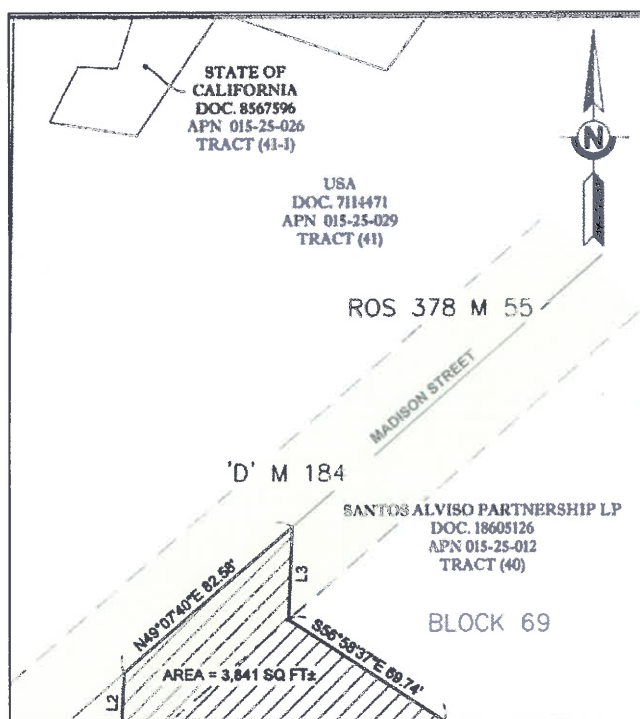 STATE OF
CALIFORNIA
DOC. 8567596
APN 015-25-026
TRACT (41-1)
N
USA
DOC. 7114471
APN 015-25-029
TRACT (41)
ROS 378 M 55
MADISON STREET
'D' M 184
SANTOS ALVISO PARTNERSHIP LP
DOC. 18605126
APN 015-25-012
TRACT (40)
BLOCK 69
N49°07'40"E 82.58'
L3
S56°58'37"E 69.74'
AREA = 3,841 SQ FT±
L2